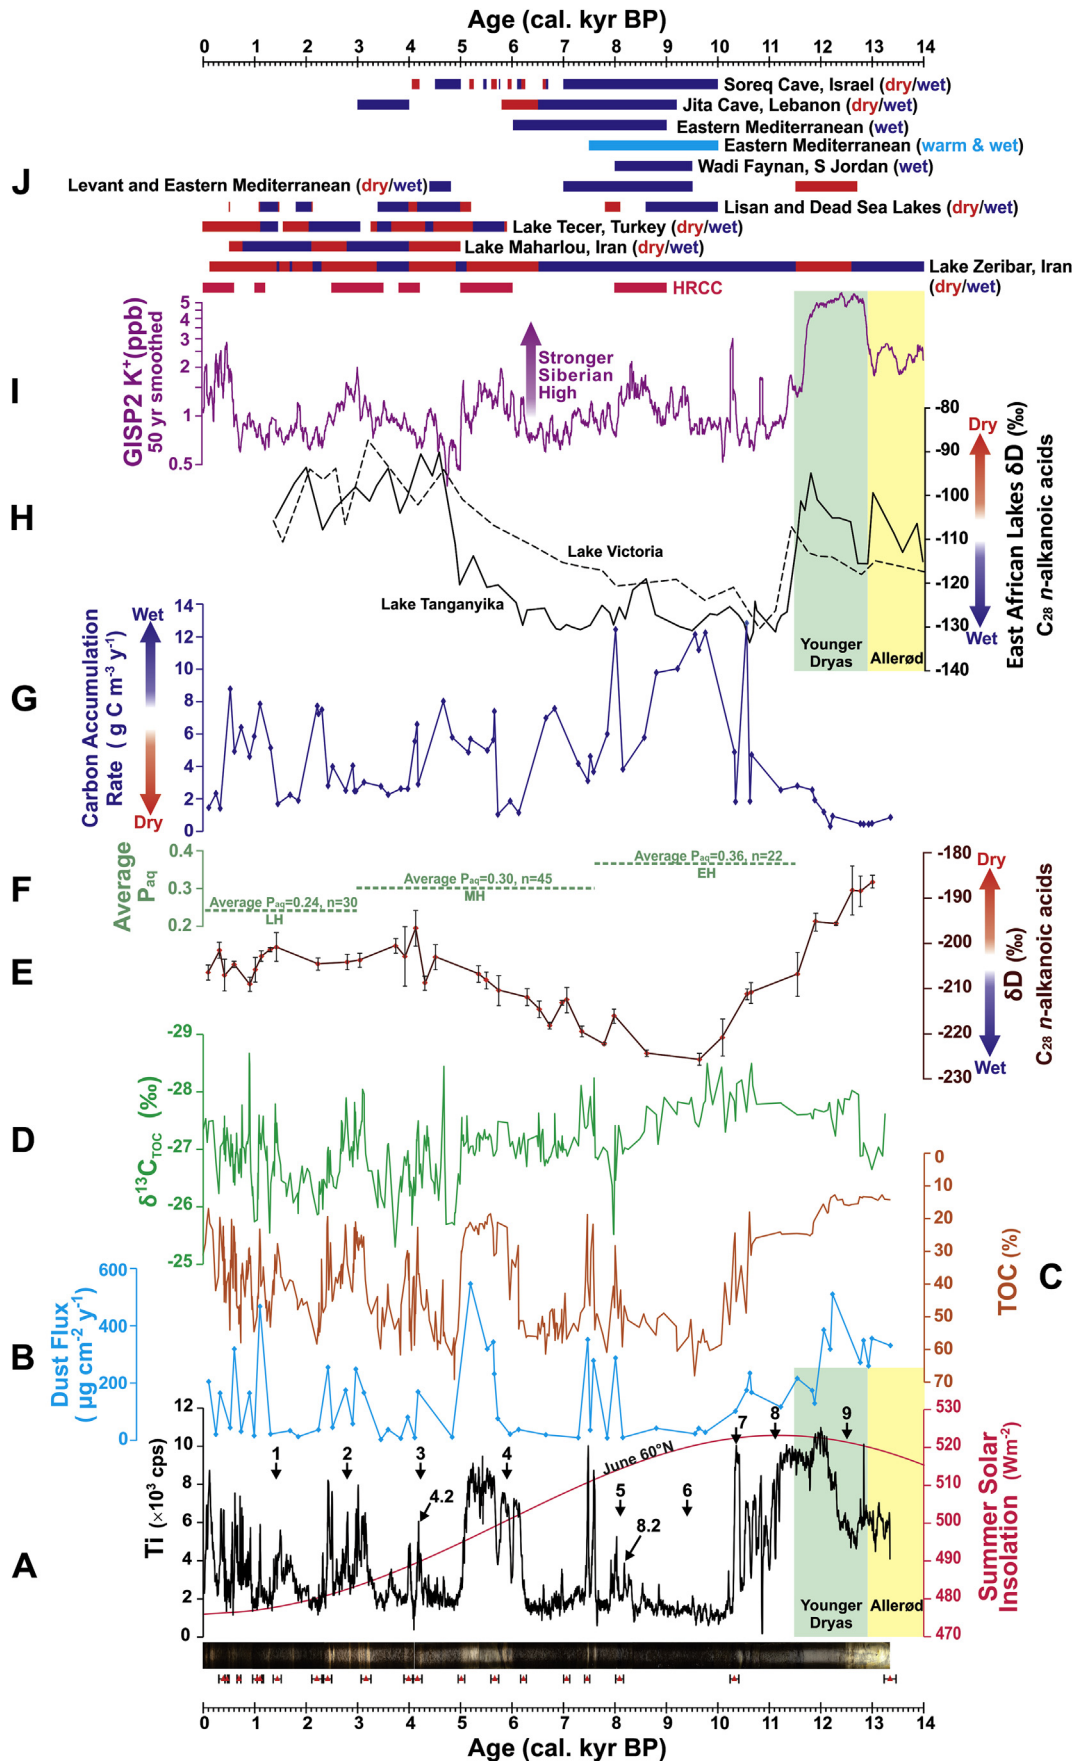 Age (cal. kyr BP)
0 1 2 3 4 5 6 7 8 9 10 11 12 13 14
Soreq Cave, Israel (dry/wet)
Jita Cave, Lebanon (dry/wet)
Eastern Mediterranean (wet)
Eastern Mediterranean (warm & wet)
Wadi Faynan, S Jordan (wet)
J
Levant and Eastern Mediterranean (dry/wet)
Lisan and Dead Sea Lakes (dry/wet)
Lake Tecer, Turkey (dry/wet)
Lake Maharlou, Iran (dry/wet)
Lake Zeribar, Iran
(dry/wet)
HRCC
I
GISP2 K⁺(ppb)
50 yr smoothed
5
4
3
2
1
0.5
Stronger
Siberian
High
H
Lake Victoria
Lake Tanganyika
-80
-90
-100
-110
-120
-130
-140
Dry
Wet
East African Lakes δD (‰)
C₂₈ n-alkanoic acids
Younger
Dryas
Allerød
G
Carbon Accumulation
Rate ( g C m⁻³ y⁻¹)
Wet
Dry
14
12
10
8
6
4
2
0
F
Average
Paq
0.4
0.3
0.2
Average Paq=0.36, n=22
EH
Average Paq=0.30, n=45
MH
Average Paq=0.24, n=30
LH
E
-180
-190
-200
-210
-220
-230
Dry
Wet
δD (‰)
C₂₈ n-alkanoic acids
D
δ¹³CTOC (‰)
-29
-28
-27
-26
-25
C
TOC (%)
0
10
20
30
40
50
60
70
B
Dust Flux
( µg cm⁻² y⁻¹)
600
400
200
0
A
Ti (×10³ cps)
12
10
8
6
4
2
0
1 2 3 4 5 6 7 8 9
4.2
8.2
June 60°N
Younger
Dryas
Allerød
530
520
510
500
490
480
470
Summer Solar
Insolation (Wm⁻²)
0 1 2 3 4 5 6 7 8 9 10 11 12 13 14
Age (cal. kyr BP)